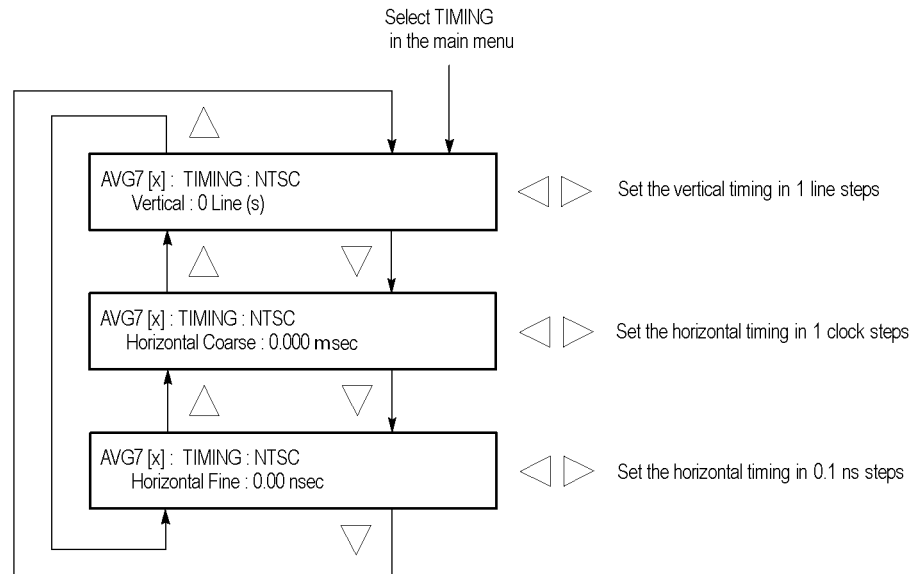 Select TIMING
in the main menu
AVG7 [x] : TIMING : NTSC
Vertical : 0 Line (s)
Set the vertical timing in 1 line steps
AVG7 [x] : TIMING : NTSC
Horizontal Coarse : 0.000 msec
Set the horizontal timing in 1 clock steps
AVG7 [x] : TIMING : NTSC
Horizontal Fine : 0.00 nsec
Set the horizontal timing in 0.1 ns steps